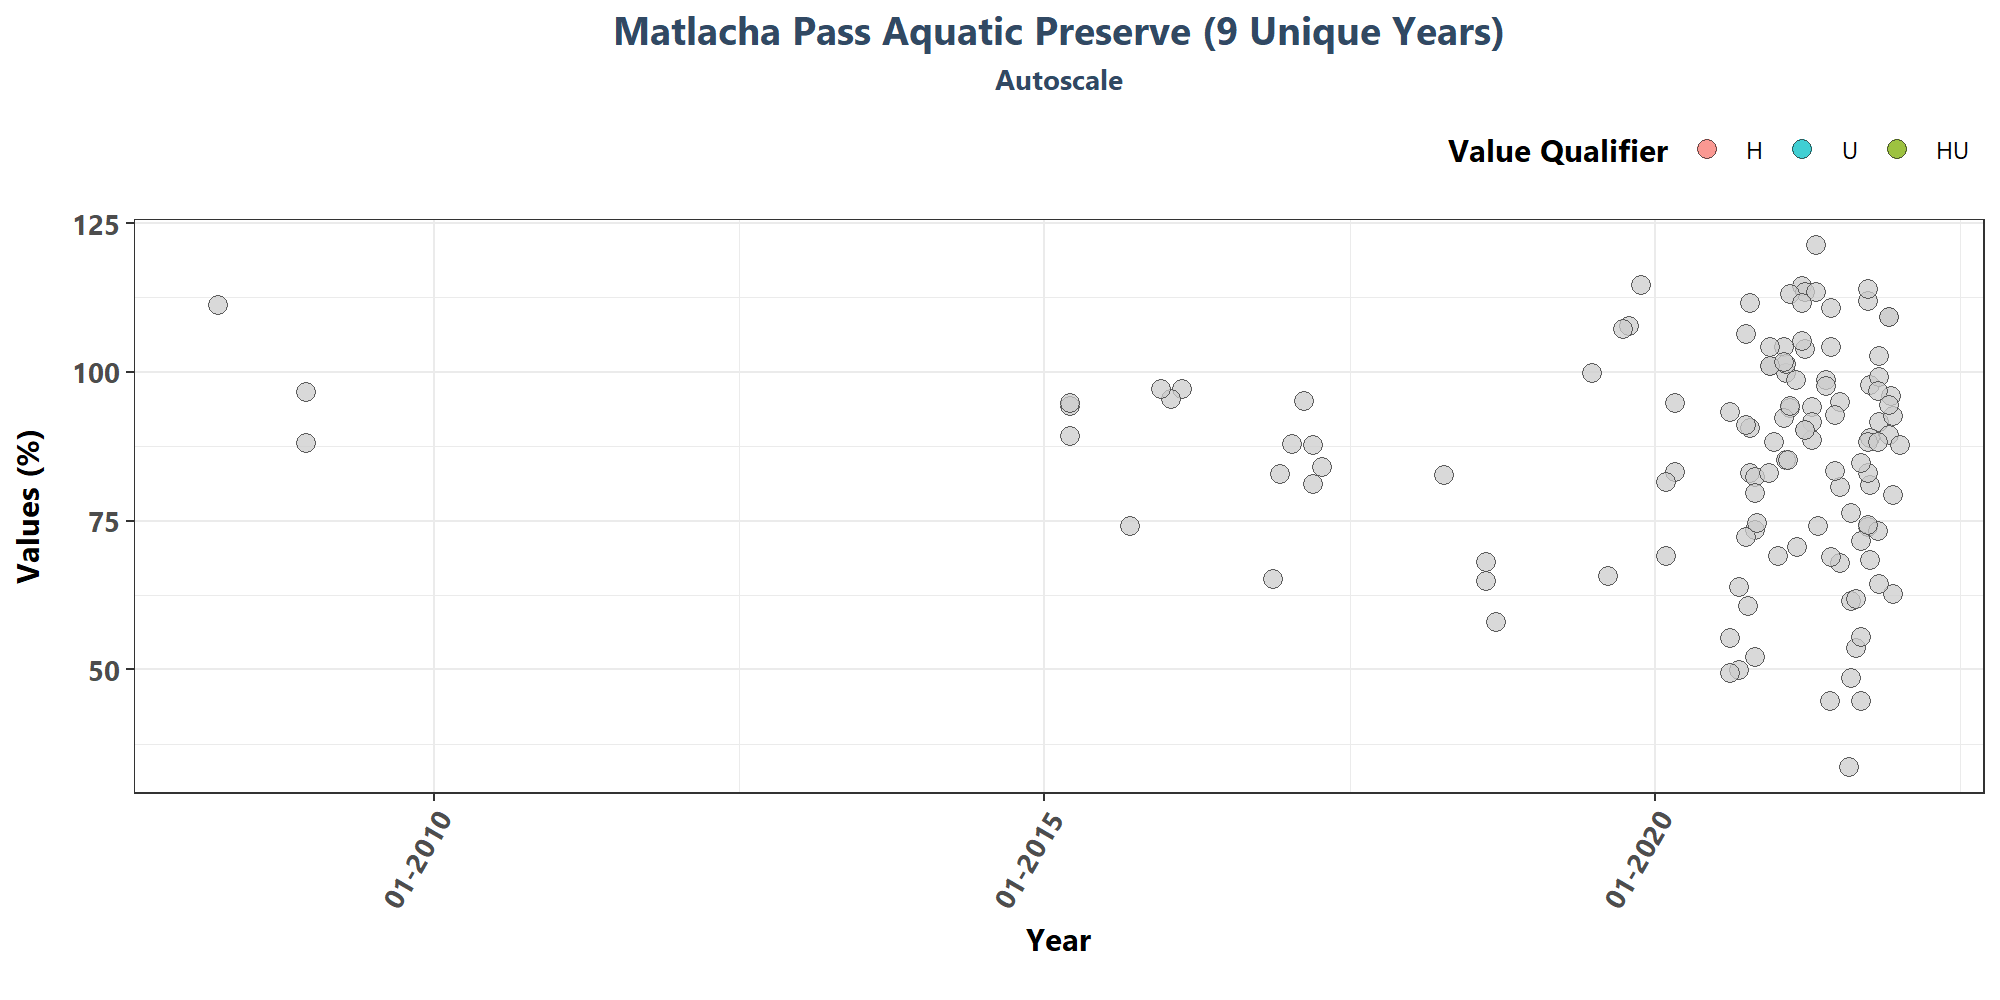 Matlacha Pass Aquatic Preserve (9 Unique Years)
Autoscale
Value Qualifier H U HU
125
100
75
50
Values (%)
01-2010
01-2015
01-2020
Year